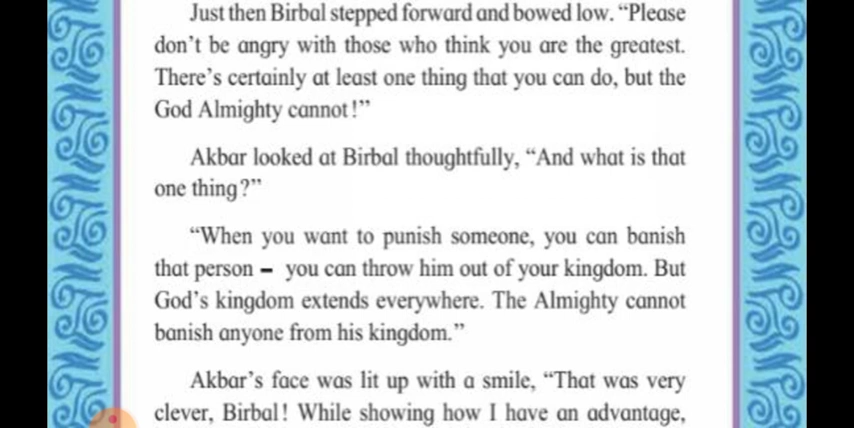 Just then Birbal stepped forward and bowed low. “Please
don’t be angry with those who think you are the greatest.
There’s certainly at least one thing that you can do, but the
God Almighty cannot!”
Akbar looked at Birbal thoughtfully, “And what is that
one thing?”
“When you want to punish someone, you can banish
that person – you can throw him out of your kingdom. But
God’s kingdom extends everywhere. The Almighty cannot
banish anyone from his kingdom.”
Akbar’s face was lit up with a smile, “That was very
clever, Birbal! While showing how I have an advantage,